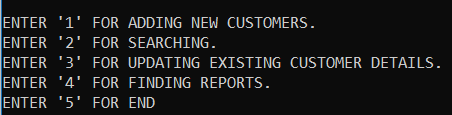 ENTER '1' FOR ADDING NEW CUSTOMERS.
ENTER '2' FOR SEARCHING.
ENTER '3' FOR UPDATING EXISTING CUSTOMER DETAILS.
ENTER '4' FOR FINDING REPORTS.
ENTER '5' FOR END